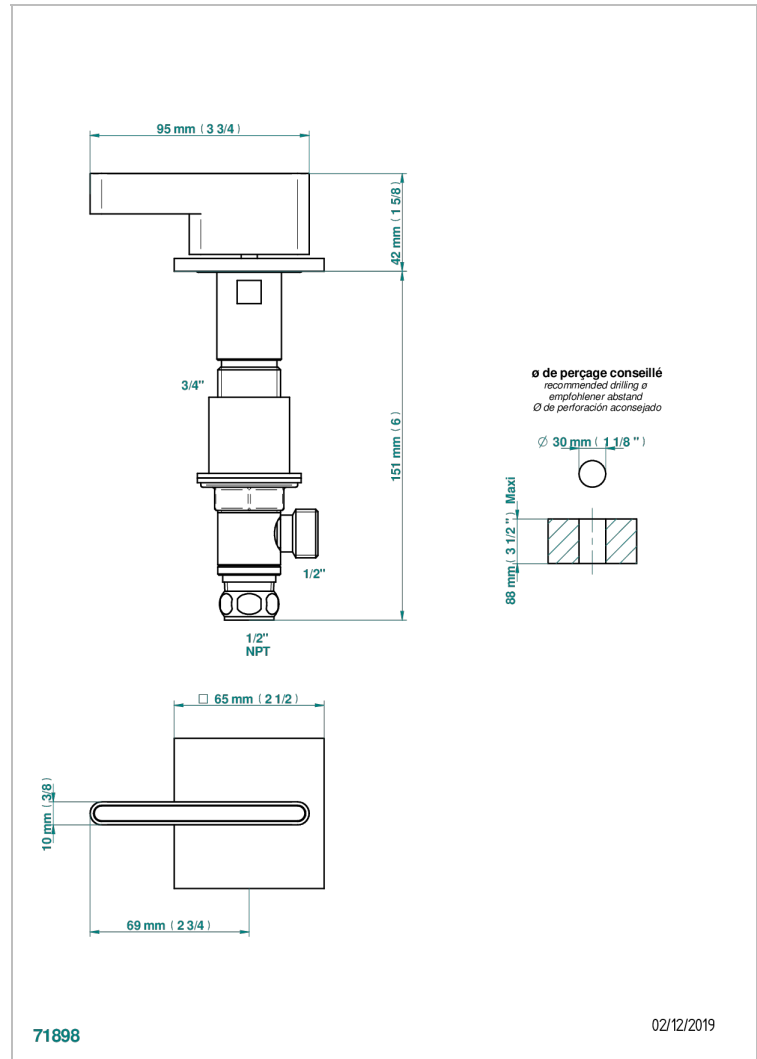 95 mm ( 3 3/4 )
42 mm ( 1 5/8 )
3/4"
151 mm ( 6 )
1/2"
1/2"
NPT
ø de perçage conseillé
recommended drilling ø
empfohlener abstand
Ø de perforación aconsejado
∅ 30 mm ( 1 1/8 " )
88 mm ( 3 1/2 " ) Maxi
□ 65 mm ( 2 1/2 )
10 mm ( 3/8 )
69 mm ( 2 3/4 )
71898
02/12/2019